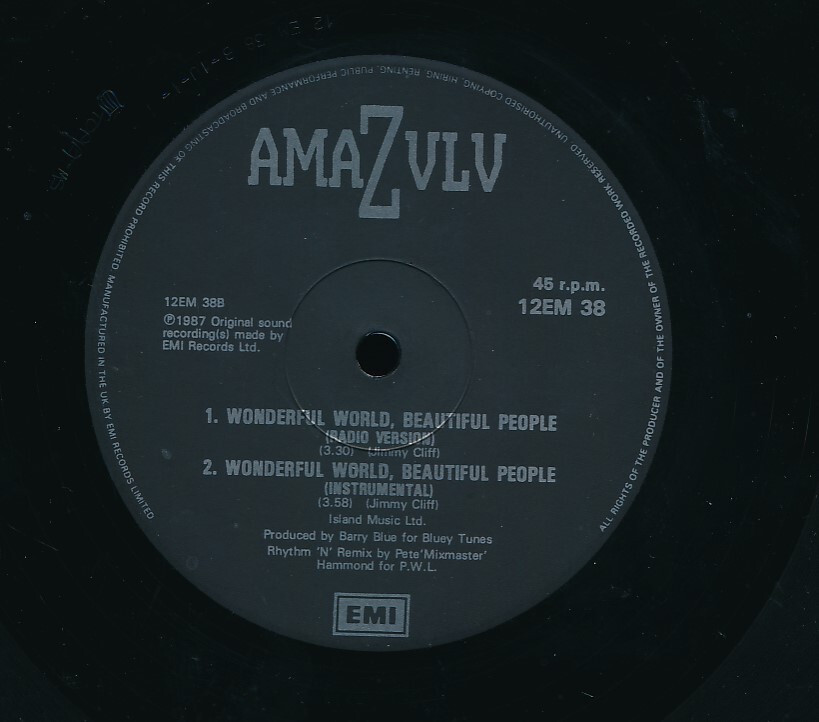 AMAZULU
12EM 38B
℗1987 Original sound
recording(s) made by
EMI Records Ltd.
45 r.p.m.
12EM 38
1. WONDERFUL WORLD, BEAUTIFUL PEOPLE
(RADIO VERSION)
(3.30) (Jimmy Cliff)
2. WONDERFUL WORLD, BEAUTIFUL PEOPLE
(INSTRUMENTAL)
(3.58) (Jimmy Cliff)
Island Music Ltd.
Produced by Barry Blue for Bluey Tunes
Rhythm 'N' Remix by Pete'Mixmaster'
Hammond for P.W.L.
EMI
ALL RIGHTS OF THE PRODUCER AND OF THE OWNER OF THE RECORDED WORK RESERVED UNAUTHORISED COPYING, HIRING, RENTING, PUBLIC PERFORMANCE AND BROADCASTING OF THIS RECORD PROHIBITED MANUFACTURED IN THE UK BY EMI RECORDS LIMITED